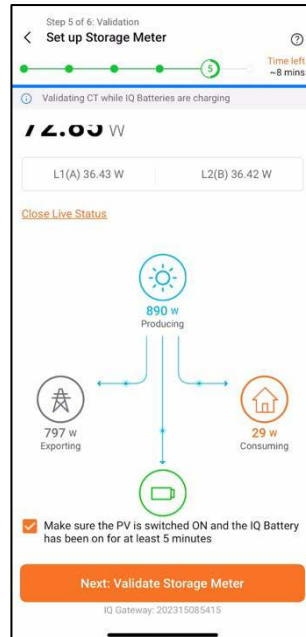 Step 5 of 6: Validation
Set up Storage Meter
5
Time left
~8 mins
Validating CT while IQ Batteries are charging
72.85 W
L1(A) 36.43 W
L2(B) 36.42 W
Close Live Status
890 W
Producing
797 W
Exporting
29 W
Consuming
Make sure the PV is switched ON and the IQ Battery
has been on for at least 5 minutes
Next: Validate Storage Meter
IQ Gateway: 202315085415